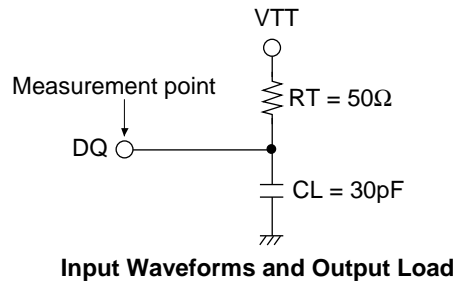 VTT
Measurement point
RT = 50Ω
DQ
CL = 30pF
Input Waveforms and Output Load